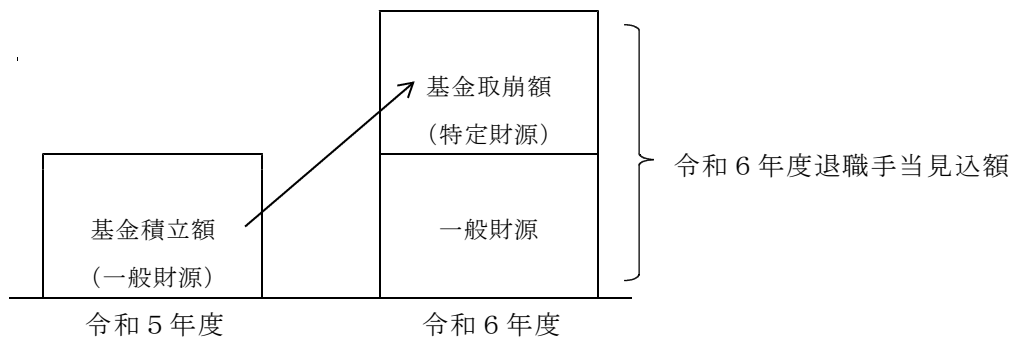 基金取崩額
（特定財源）
令和６年度退職手当見込額
基金積立額
（一般財源）
一般財源
令和５年度
令和６年度